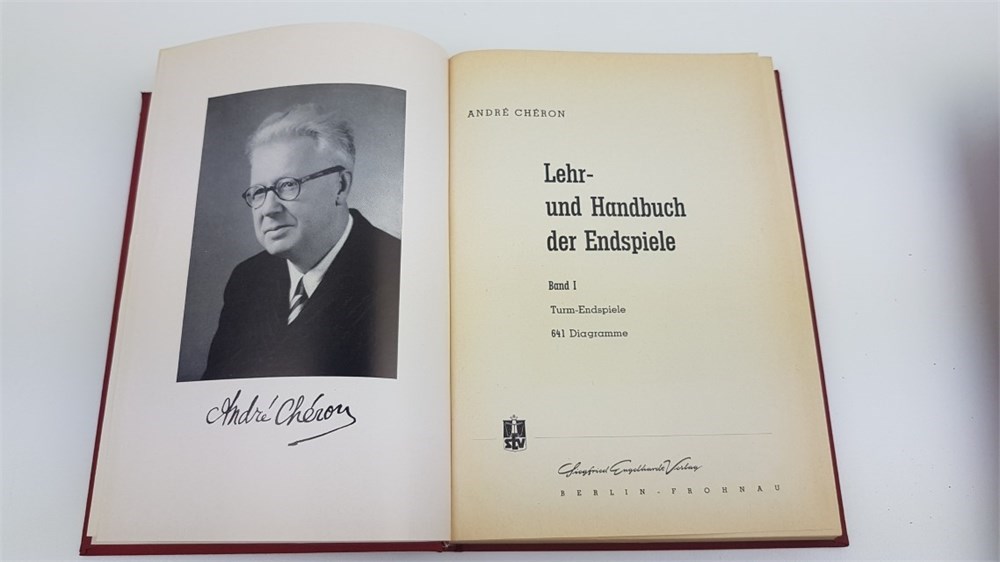 André Chéron
ANDRÉ CHÉRON
Lehr-
und Handbuch
der Endspiele
Band I
Turm-Endspiele
641 Diagramme
SEV
Siegfried Engelhardt Verlag
BERLIN-FROHNAU